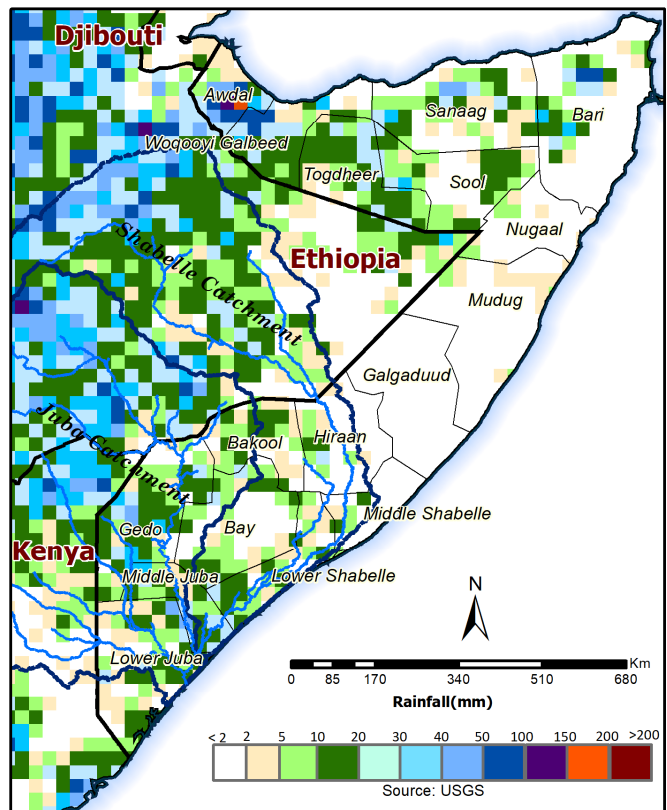 Djibouti
Awdal
Woqooyi Galbeed
Sanaag
Bari
Togdheer
Sool
Nugaal
Shabelle Catchment
Ethiopia
Mudug
Galgaduud
Juba Catchment
Bakool
Hiraan
Middle Shabelle
Gedo
Bay
Kenya
Middle Juba
Lower Shabelle
Lower Juba
N
Km
0 85 170 340 510 680
Rainfall(mm)
< 2 2 5 10 20 30 40 50 100 150 200 >200
Source: USGS